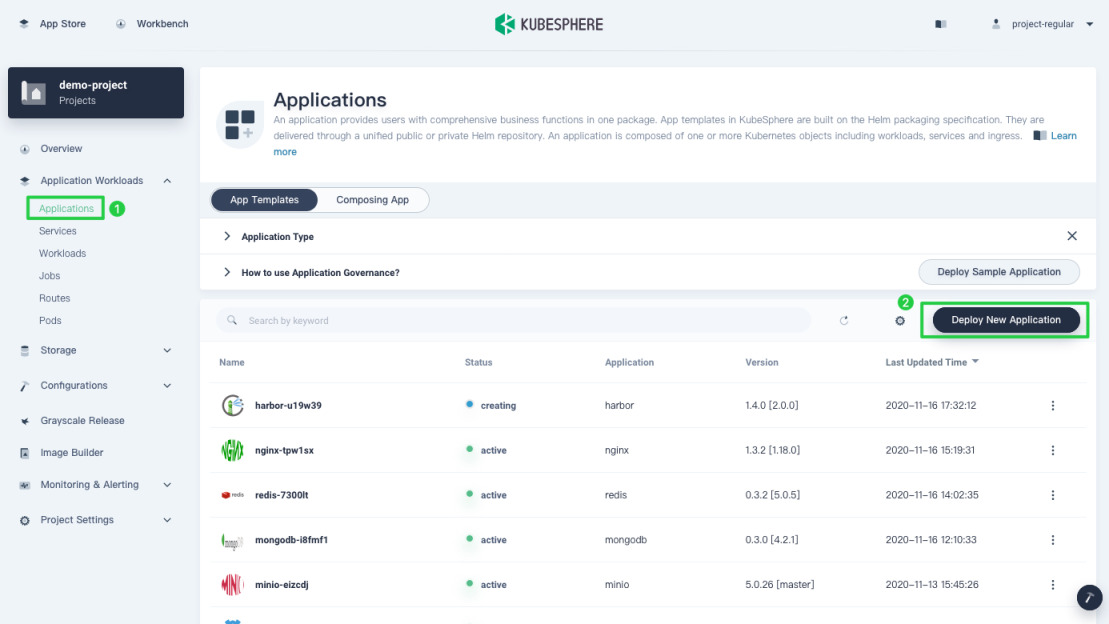 App Store
Workbench
KUBESPHERE
project-regular
demo-project
Projects
Overview
Application Workloads
Applications
1
Services
Workloads
Jobs
Routes
Pods
Storage
Configurations
Grayscale Release
Image Builder
Monitoring & Alerting
Project Settings
Applications
An application provides users with comprehensive business functions in one package. App templates in KubeSphere are built on the Helm packaging specification. They are
delivered through a unified public or private Helm repository. An application is composed of one or more Kubernetes objects including workloads, services and ingress. Learn
more
App Templates Composing App
Application Type
How to use Application Governance? Deploy Sample Application
2
Search by keyword Deploy New Application
Name Status Application Version Last Updated Time
harbor-u19w39 creating harbor 1.4.0 [2.0.0] 2020-11-16 17:32:12
NGINX nginx-tpw1sx active nginx 1.3.2 [1.18.0] 2020-11-16 15:19:31
redis redis-7300lt active redis 0.3.2 [5.0.5] 2020-11-16 14:02:35
mongodb-i8fmf1 active mongodb 0.3.0 [4.2.1] 2020-11-16 12:10:33
minio-eizcdj active minio 5.0.26 [master] 2020-11-13 15:45:26